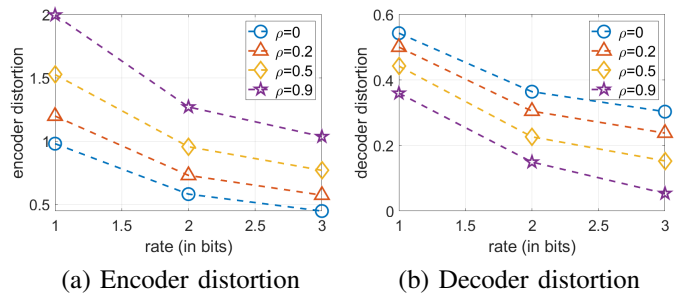 2
1.5
1
0.5
1
1.5
2
2.5
3
encoder distortion
rate (in bits)
ρ=0
ρ=0.2
ρ=0.5
ρ=0.9
(a) Encoder distortion
0.6
0.4
0.2
0
1
1.5
2
2.5
3
decoder distortion
rate (in bits)
ρ=0
ρ=0.2
ρ=0.5
ρ=0.9
(b) Decoder distortion